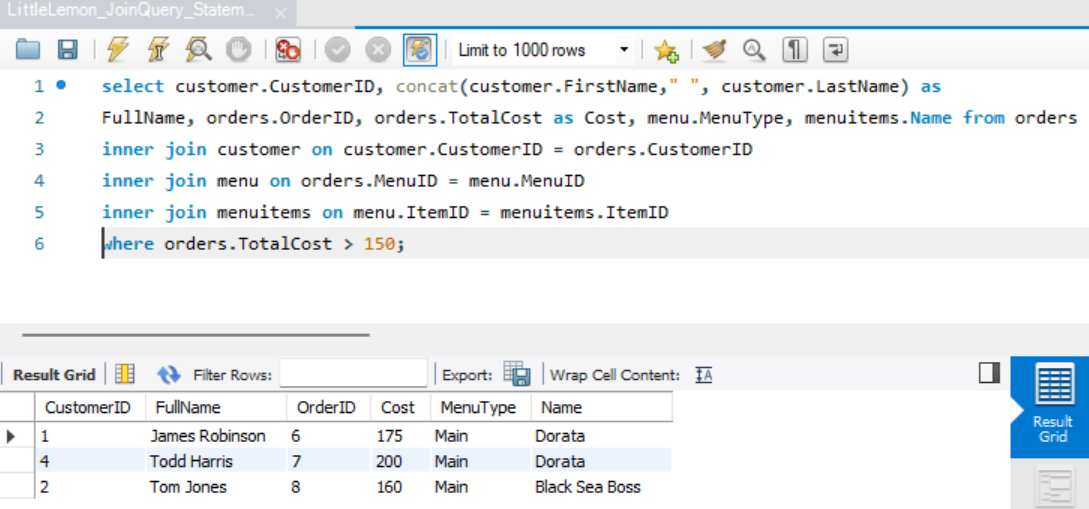 LittleLemon_JoinQuery_Statem...
Limit to 1000 rows
1 select customer.CustomerID, concat(customer.FirstName," ", customer.LastName) as
2 FullName, orders.OrderID, orders.TotalCost as Cost, menu.MenuType, menuitems.Name from orders
3 inner join customer on customer.CustomerID = orders.CustomerID
4 inner join menu on orders.MenuID = menu.MenuID
5 inner join menuitems on menu.ItemID = menuitems.ItemID
6 where orders.TotalCost > 150;
Result Grid Filter Rows: Export: Wrap Cell Content:
CustomerID FullName OrderID Cost MenuType Name
1 James Robinson 6 175 Main Dorata
4 Todd Harris 7 200 Main Dorata
2 Tom Jones 8 160 Main Black Sea Boss
Result
Grid